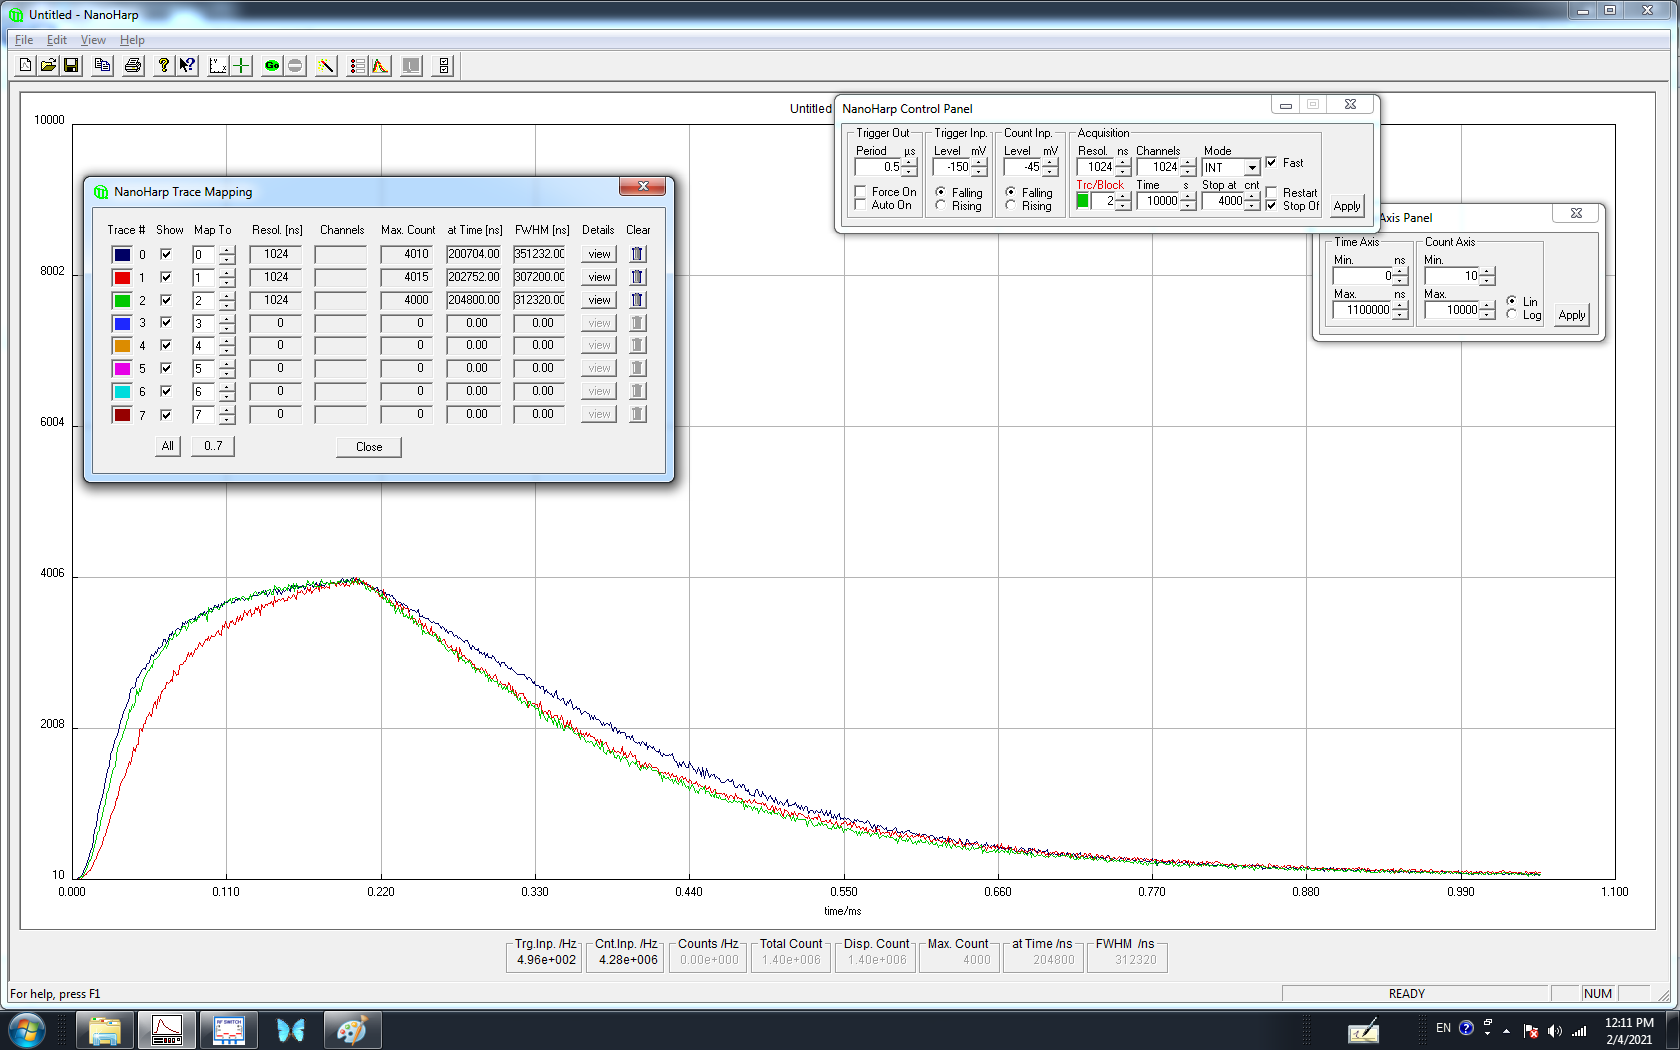 Untitled - NanoHarp
File Edit View Help
Untitled
10000
8002
6004
4006
2008
10
0.000 0.110 0.220 0.330 0.440 0.550 0.660 0.770 0.880 0.990 1.100
time/ms
NanoHarp Trace Mapping
Trace # Show Map To Resol. [ns] Channels Max. Count at Time [ns] FWHM [ns] Details Clear
0 0 1024 4010 200704.00 351232.00 view
1 1 1024 4015 202752.00 307200.00 view
2 2 1024 4000 204800.00 312320.00 view
3 3 0 0 0.00 0.00 view
4 4 0 0 0.00 0.00 view
5 5 0 0 0.00 0.00 view
6 6 0 0 0.00 0.00 view
7 7 0 0 0.00 0.00 view
All 0..7 Close
NanoHarp Control Panel
Trigger Out Trigger Inp. Count Inp. Acquisition
Period µs Level mV Level mV Resol. ns Channels Mode
0.5 -150 -45 1024 1024 INT Fast
Force On Falling Falling Trc/Block Time s Stop at cnt Restart
Auto On Rising Rising 2 10000 4000 Stop Of Apply
Axis Panel
Time Axis Count Axis
Min. ns Min.
0 10
Max. ns Max. Lin
1100000 10000 Log Apply
Trg.Inp. /Hz Cnt.Inp. /Hz Counts /Hz Total Count Disp. Count Max. Count at Time /ns FWHM /ns
4.96e+002 4.28e+006 0.00e+000 1.40e+006 1.40e+006 4000 204800 312320
For help, press F1 READY NUM
RF SWITCH
EN
12:11 PM
2/4/2021